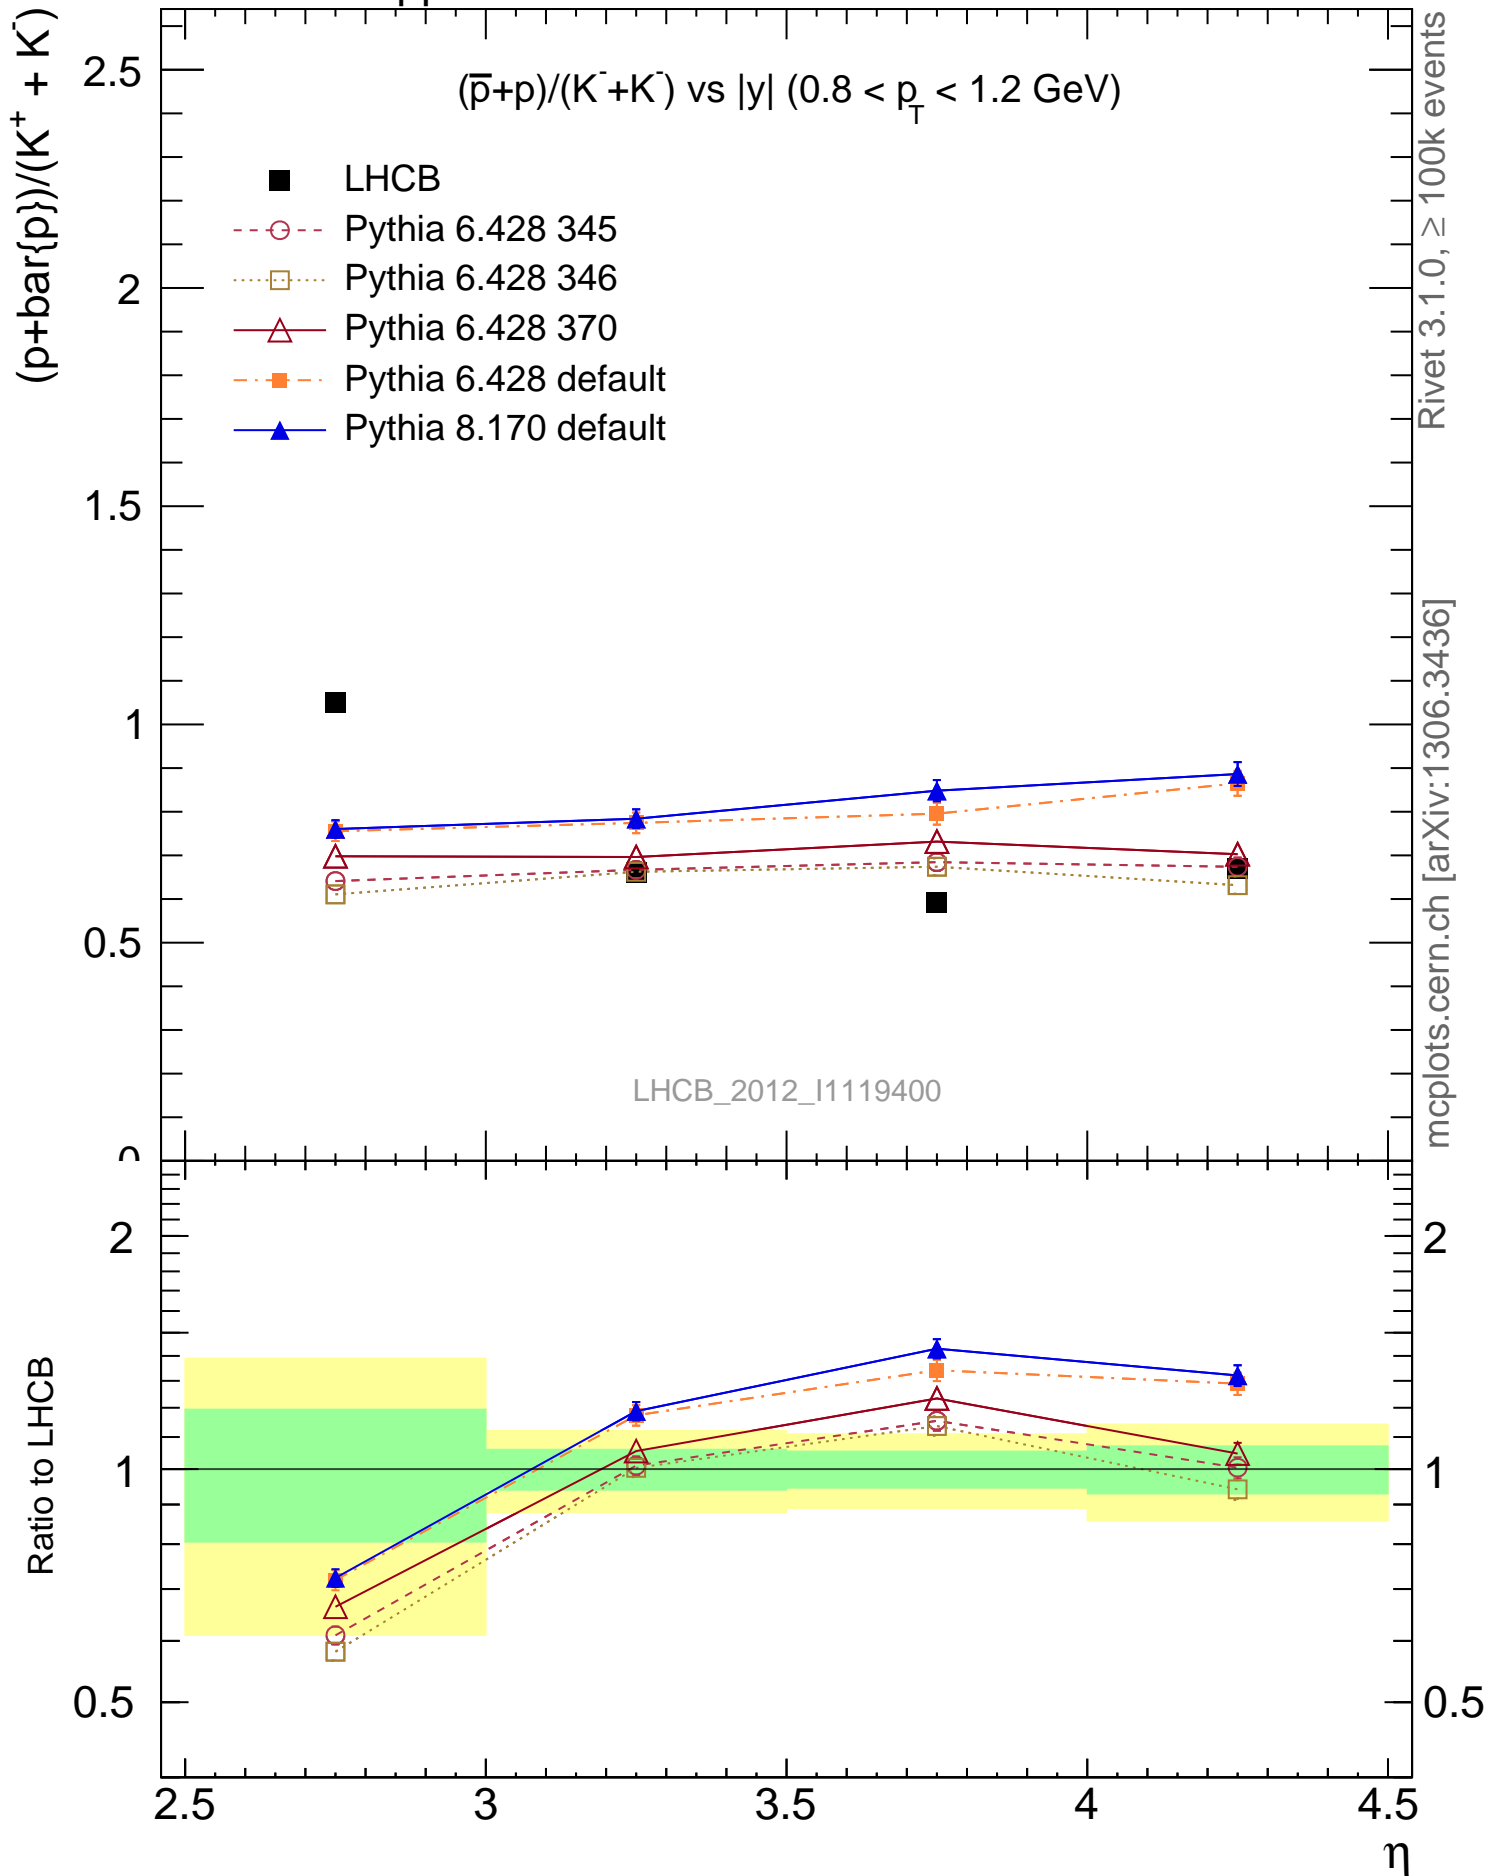 (p̅+p)/(K⁻+K⁻) vs |y| (0.8 < p_T < 1.2 GeV)
(p+bar{p})/(K⁺ + K⁻)
LHCB
Pythia 6.428 345
Pythia 6.428 346
Pythia 6.428 370
Pythia 6.428 default
Pythia 8.170 default
2.5
2
1.5
1
0.5
0
LHCB_2012_I1119400
Rivet 3.1.0, ≥ 100k events
mcplots.cern.ch [arXiv:1306.3436]
Ratio to LHCB
2
1
0.5
2
1
0.5
2.5 3 3.5 4 4.5
η